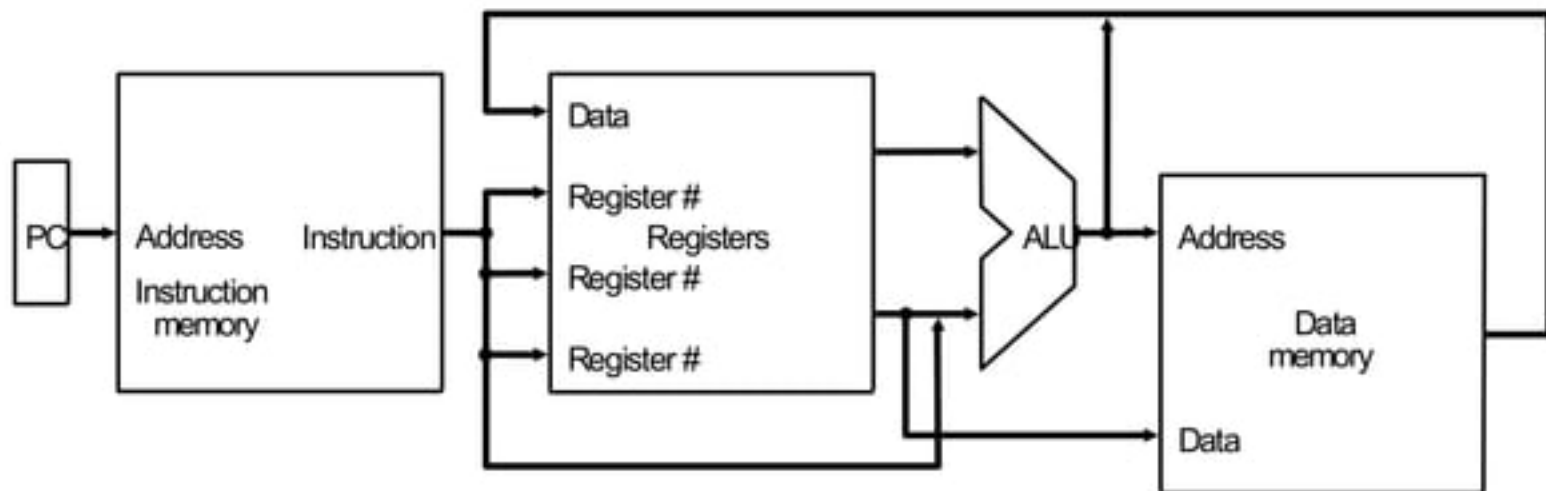 PC
Address
Instruction
Instruction
memory
Data
Register #
Registers
Register #
Register #
ALU
Address
Data
memory
Data